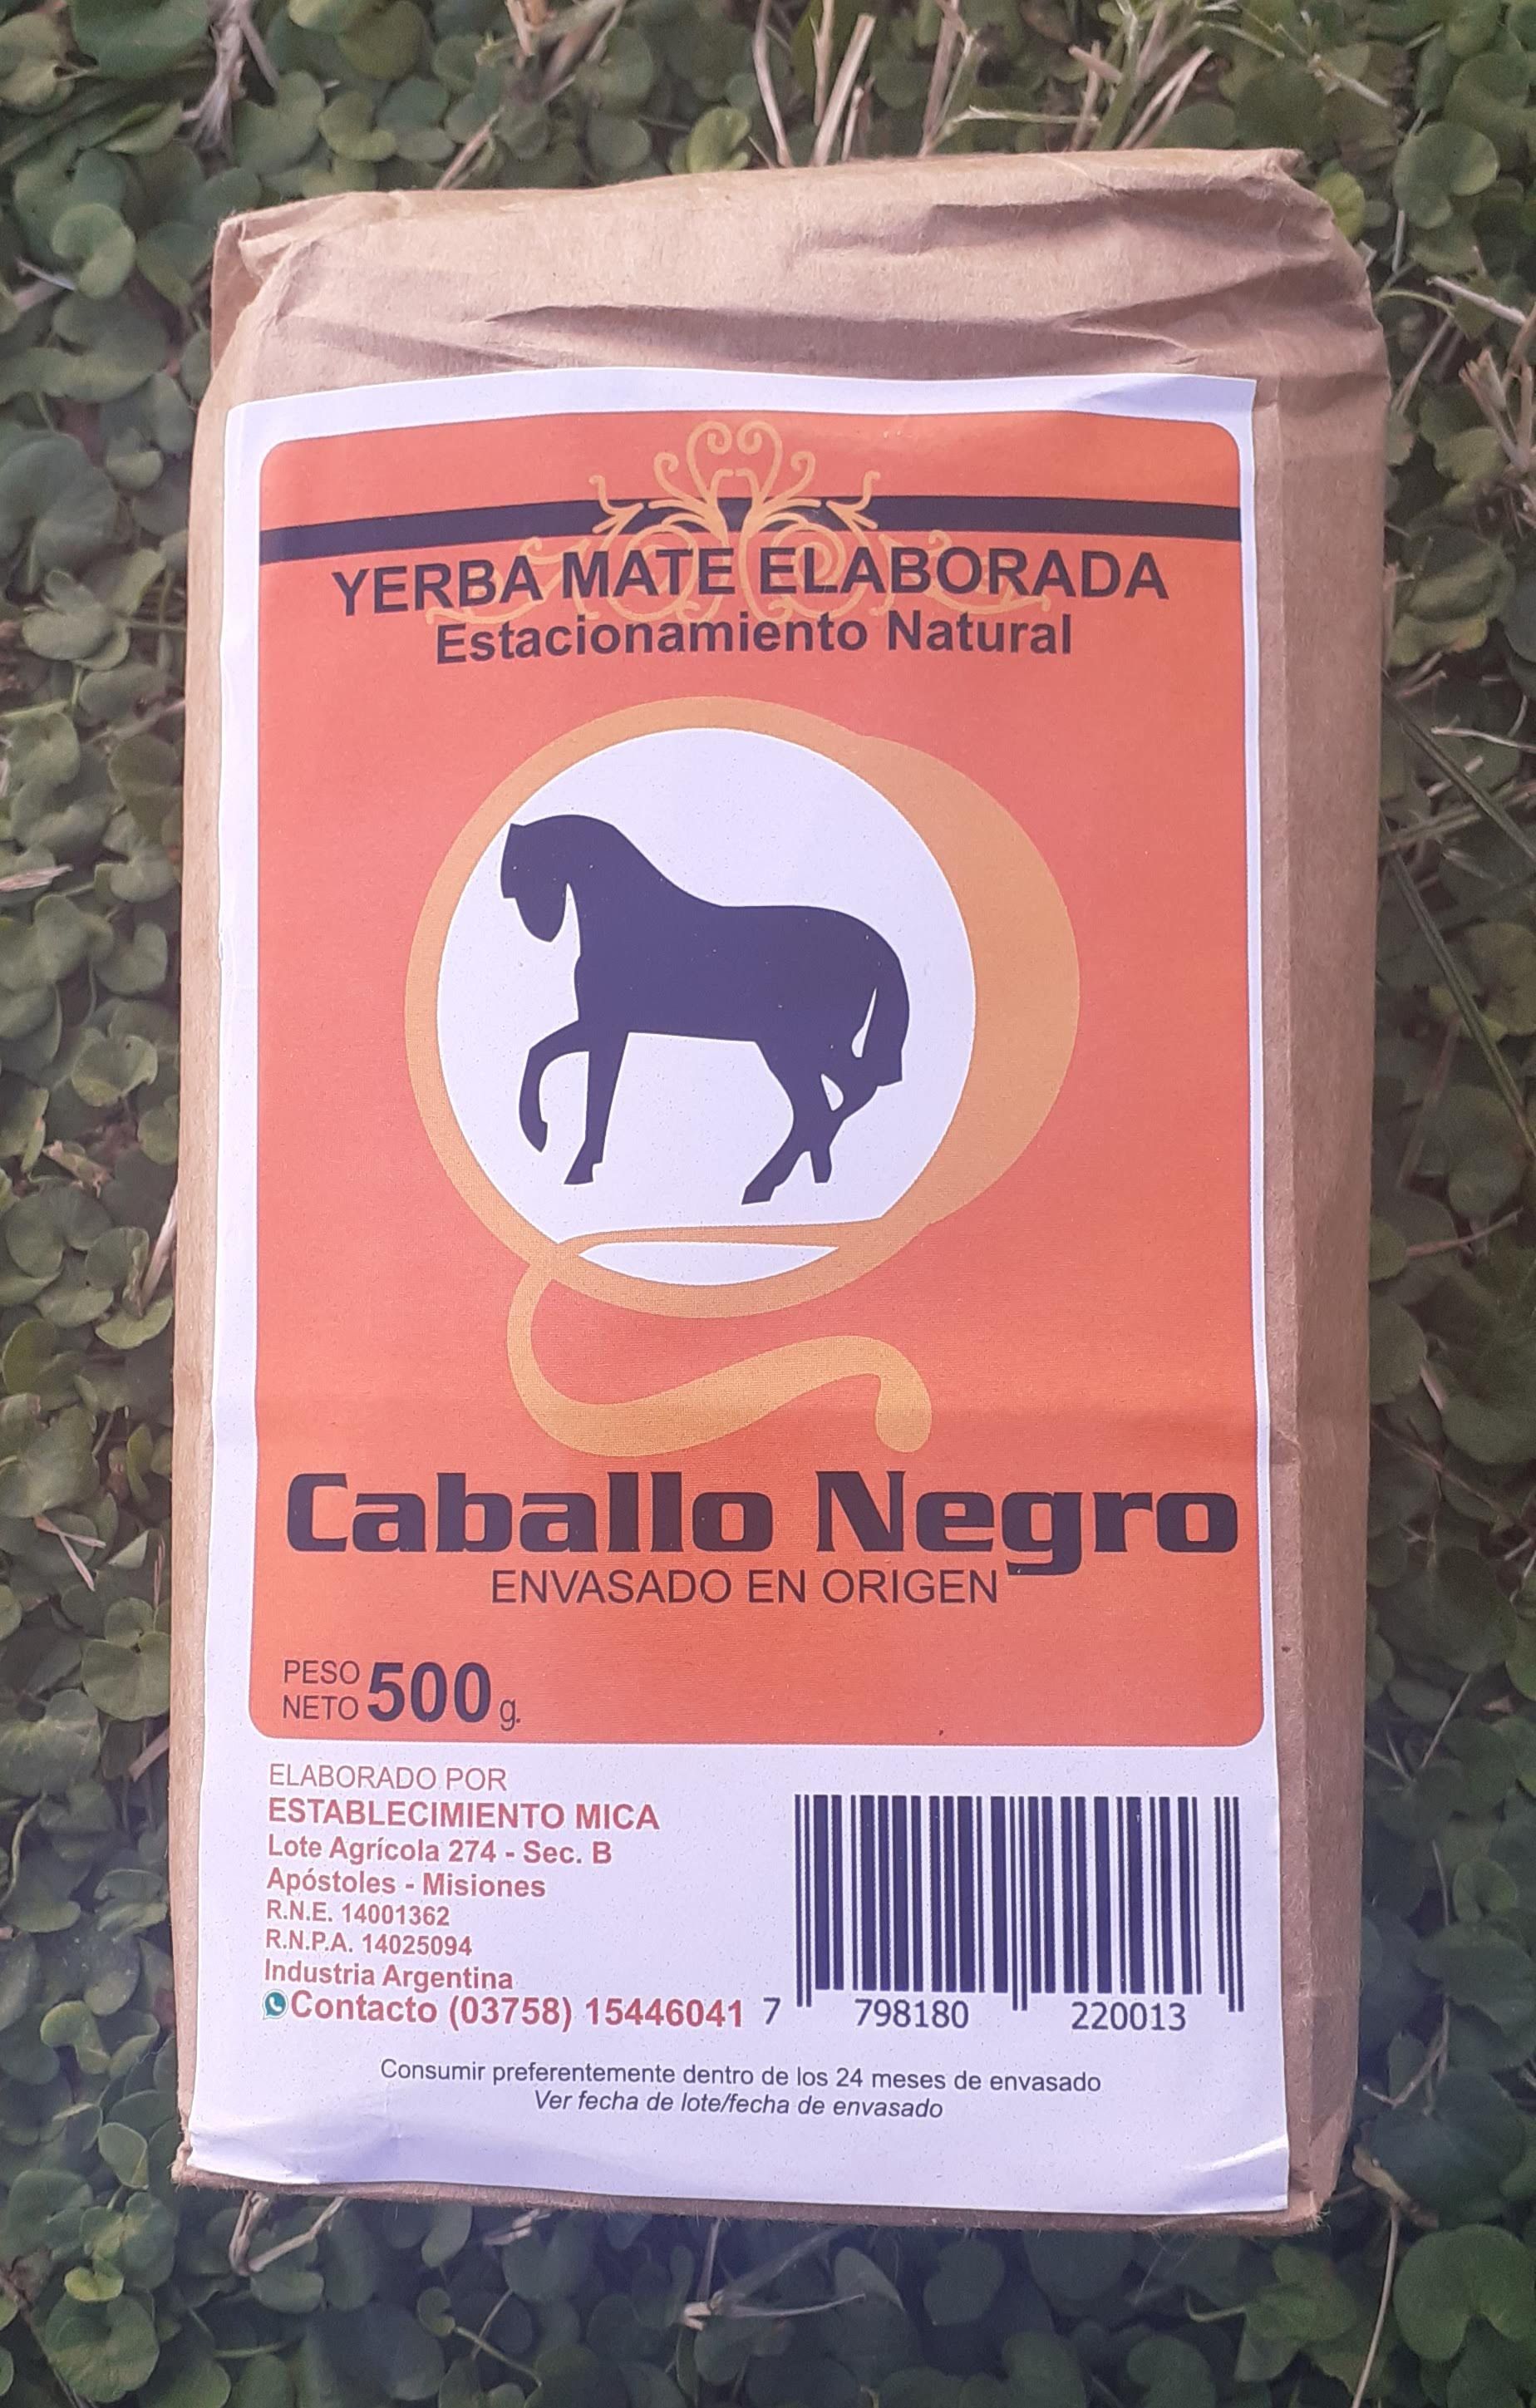 YERBA MATE ELABORADA
Estacionamiento Natural
Caballo Negro
ENVASADO EN ORIGEN
PESO
NETO 500 g.
ELABORADO POR
ESTABLECIMIENTO MICA
Lote Agrícola 274 - Sec. B
Apóstoles - Misiones
R.N.E. 14001362
R.N.P.A. 14025094
Industria Argentina
Contacto (03758) 15446041
7 798180 220013
Consumir preferentemente dentro de los 24 meses de envasado
Ver fecha de lote/fecha de envasado